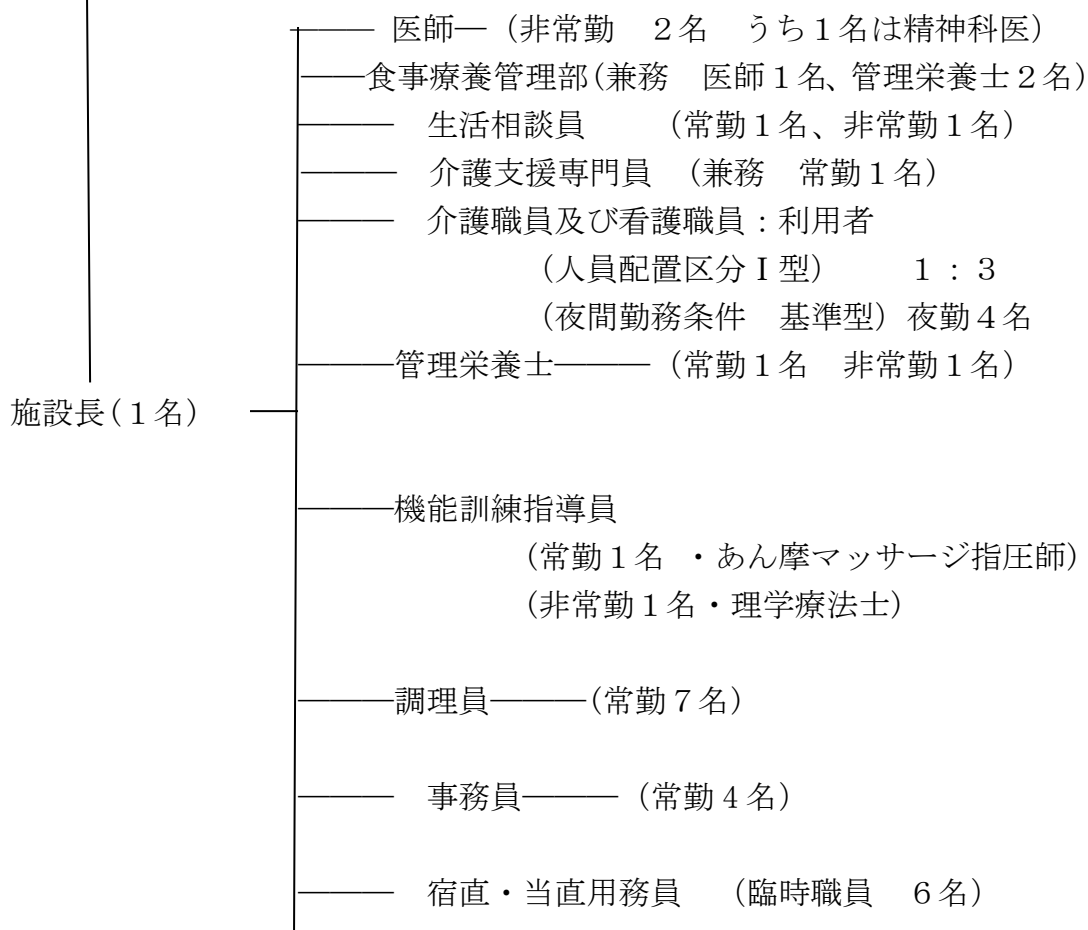 医師―（非常勤　２名　うち１名は精神科医）
食事療養管理部(兼務　医師１名、管理栄養士２名)
生活相談員　　（常勤１名、非常勤１名）
介護支援専門員　（兼務　常勤１名）
介護職員及び看護職員：利用者
（人員配置区分Ⅰ型）　　１：３
（夜間勤務条件　基準型）夜勤４名
管理栄養士―――（常勤１名　非常勤１名）
施設長(１名)
機能訓練指導員
（常勤１名 ・あん摩マッサージ指圧師）
（非常勤１名・理学療法士）
調理員―――(常勤７名)
事務員―――（常勤４名）
宿直・当直用務員　（臨時職員　６名）